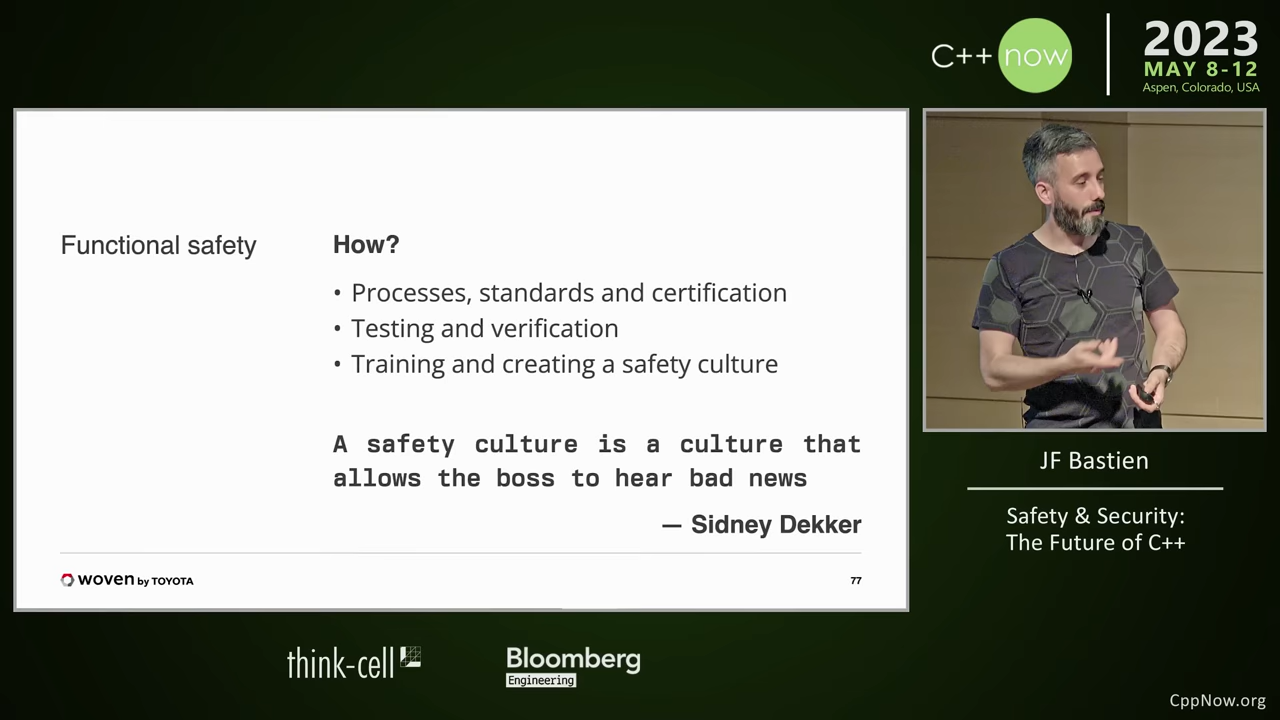 C++ now
2023
MAY 8-12
Aspen, Colorado, USA
Functional safety
How?
• Processes, standards and certification
• Testing and verification
• Training and creating a safety culture
A safety culture is a culture that
allows the boss to hear bad news
— Sidney Dekker
woven by TOYOTA
77
JF Bastien
Safety & Security:
The Future of C++
think-cell
Bloomberg
Engineering
CppNow.org